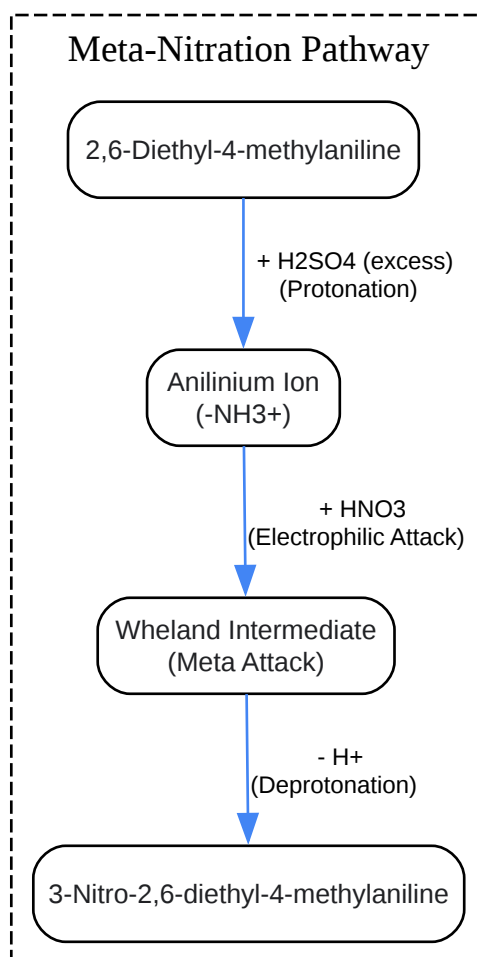 Meta-Nitration Pathway
2,6-Diethyl-4-methylaniline
+ H2SO4 (excess)
(Protonation)
Anilinium Ion
(-NH3+)
+ HNO3
(Electrophilic Attack)
Wheland Intermediate
(Meta Attack)
- H+
(Deprotonation)
3-Nitro-2,6-diethyl-4-methylaniline